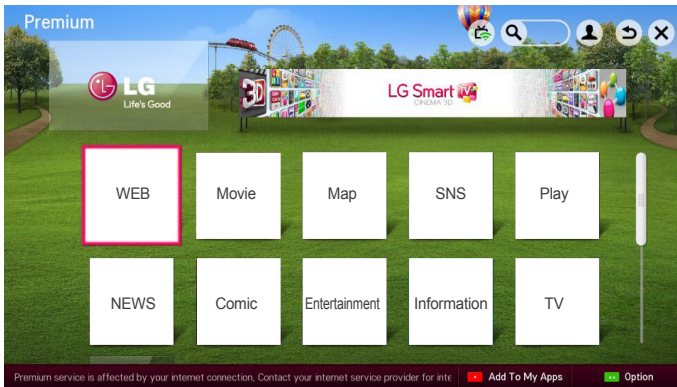 Premium
LG
Life's Good
3D
LG Smart TV
CINEMA 3D
WEB
Movie
Map
SNS
Play
NEWS
Comic
Entertainment
Information
TV
Premium service is affected by your internet connection, Contact your internet service provider for inte
Add To My Apps
Option